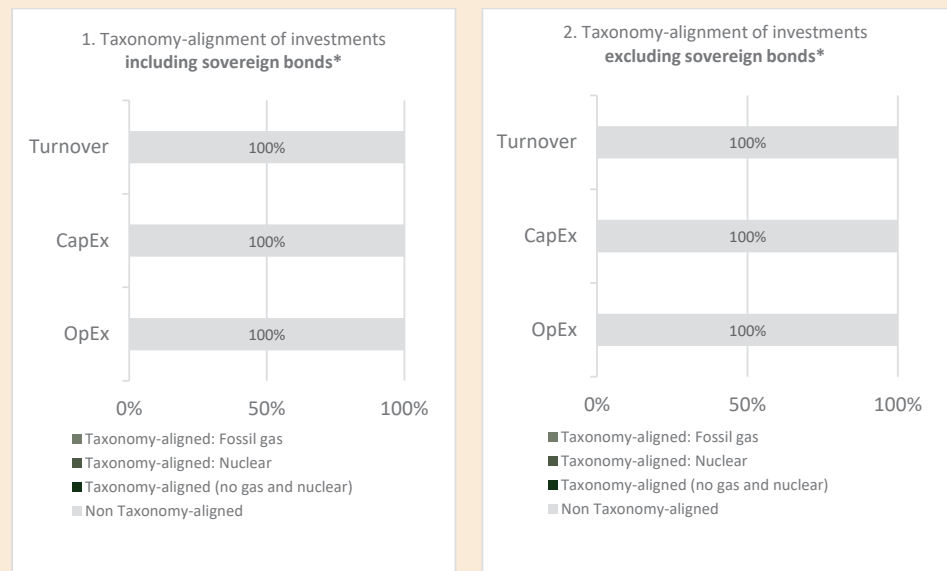 1. Taxonomy-alignment of investments
including sovereign bonds*
Turnover
100%
CapEx
100%
OpEx
100%
0%
50%
100%
Taxonomy-aligned: Fossil gas
Taxonomy-aligned: Nuclear
Taxonomy-aligned (no gas and nuclear)
Non Taxonomy-aligned
2. Taxonomy-alignment of investments
excluding sovereign bonds*
Turnover
100%
CapEx
100%
OpEx
100%
0%
50%
100%
Taxonomy-aligned: Fossil gas
Taxonomy-aligned: Nuclear
Taxonomy-aligned (no gas and nuclear)
Non Taxonomy-aligned